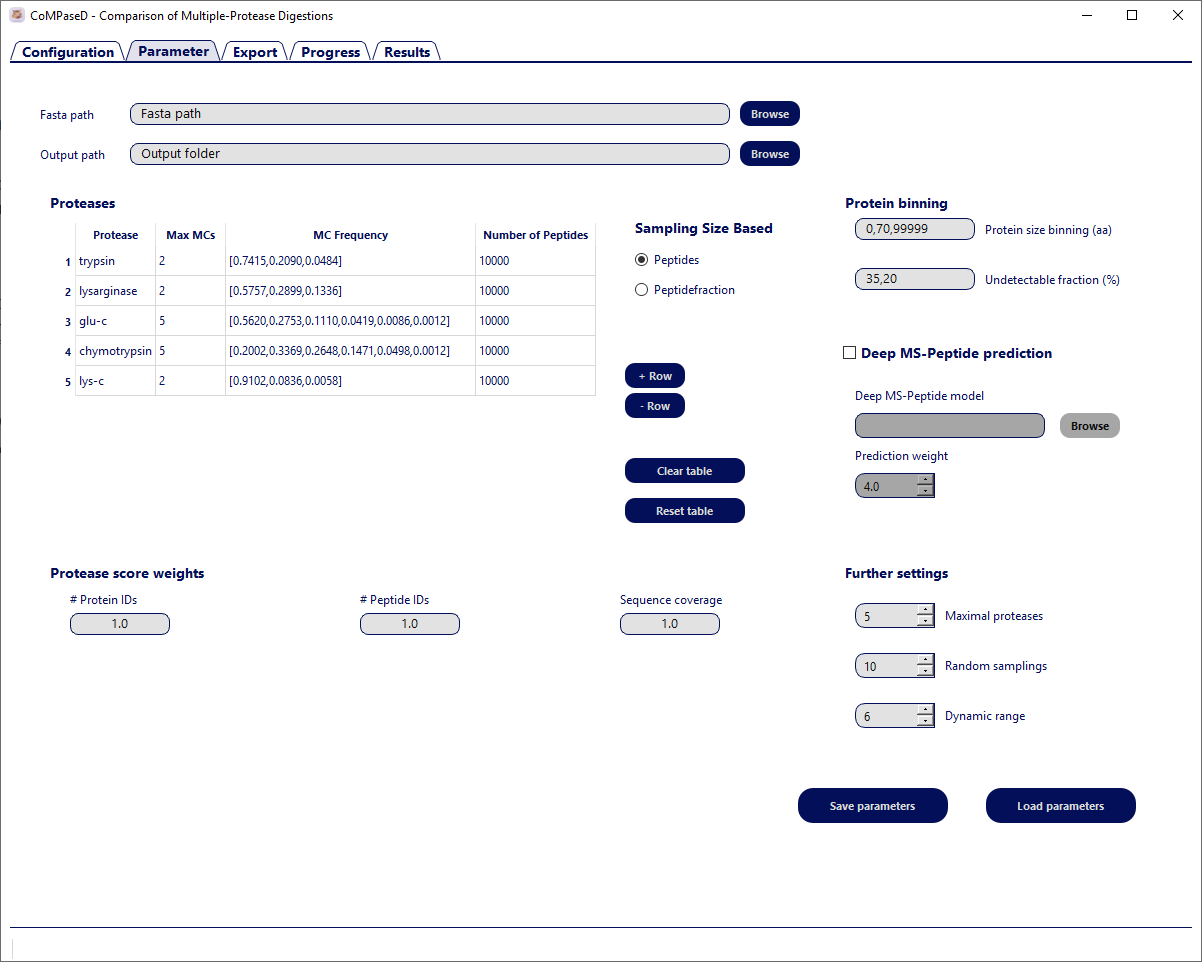 CoMPaseD - Comparison of Multiple-Protease Digestions
Configuration Parameter Export Progress Results
Fasta path Fasta path Browse
Output path Output folder Browse
Proteases
Protease Max MCs MC Frequency Number of Peptides
1 trypsin 2 [0.7415,0.2090,0.0484] 10000
2 lysarginase 2 [0.5757,0.2899,0.1336] 10000
3 glu-c 5 [0.5620,0.2753,0.1110,0.0419,0.0086,0.0012] 10000
4 chymotrypsin 5 [0.2002,0.3369,0.2648,0.1471,0.0498,0.0012] 10000
5 lys-c 2 [0.9102,0.0836,0.0058] 10000
Sampling Size Based
Peptides
Peptidefraction
+ Row
- Row
Clear table
Reset table
Protein binning
0,70,99999 Protein size binning (aa)
35,20 Undetectable fraction (%)
Deep MS-Peptide prediction
Deep MS-Peptide model
Browse
Prediction weight
4.0
Protease score weights
# Protein IDs # Peptide IDs Sequence coverage
1.0 1.0 1.0
Further settings
5 Maximal proteases
10 Random samplings
6 Dynamic range
Save parameters Load parameters